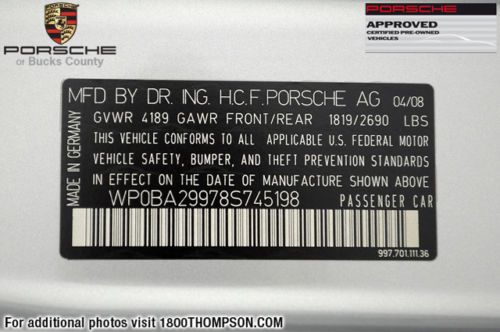 PORSCHE
OF Bucks County
PORSCHE
APPROVED
CERTIFIED PRE-OWNED
VEHICLES
MFD BY DR. ING. H.C.F. PORSCHE AG 04/08
GVWR 4189 GAWR FRONT/REAR 1819/2690 LBS
THIS VEHICLE CONFORMS TO ALL APPLICABLE U.S. FEDERAL MOTOR
VEHICLE SAFETY, BUMPER, AND THEFT PREVENTION STANDARDS
IN EFFECT ON THE DATE OF MANUFACTURE SHOWN ABOVE
WP0BA29978S745198 PASSENGER CAR
MADE IN GERMANY
997.701.111.36
For additional photos visit 1800THOMPSON.com!